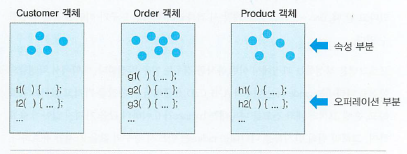 Customer 객체
Order 객체
Product 객체
속성 부분
f1( ) { ... };
f2( ) { ... };
...
g1( ) { ... };
g2( ) { ... };
g3( ) { ... };
...
h1( ) { ... };
h2( ) { ... };
...
오퍼레이션 부분